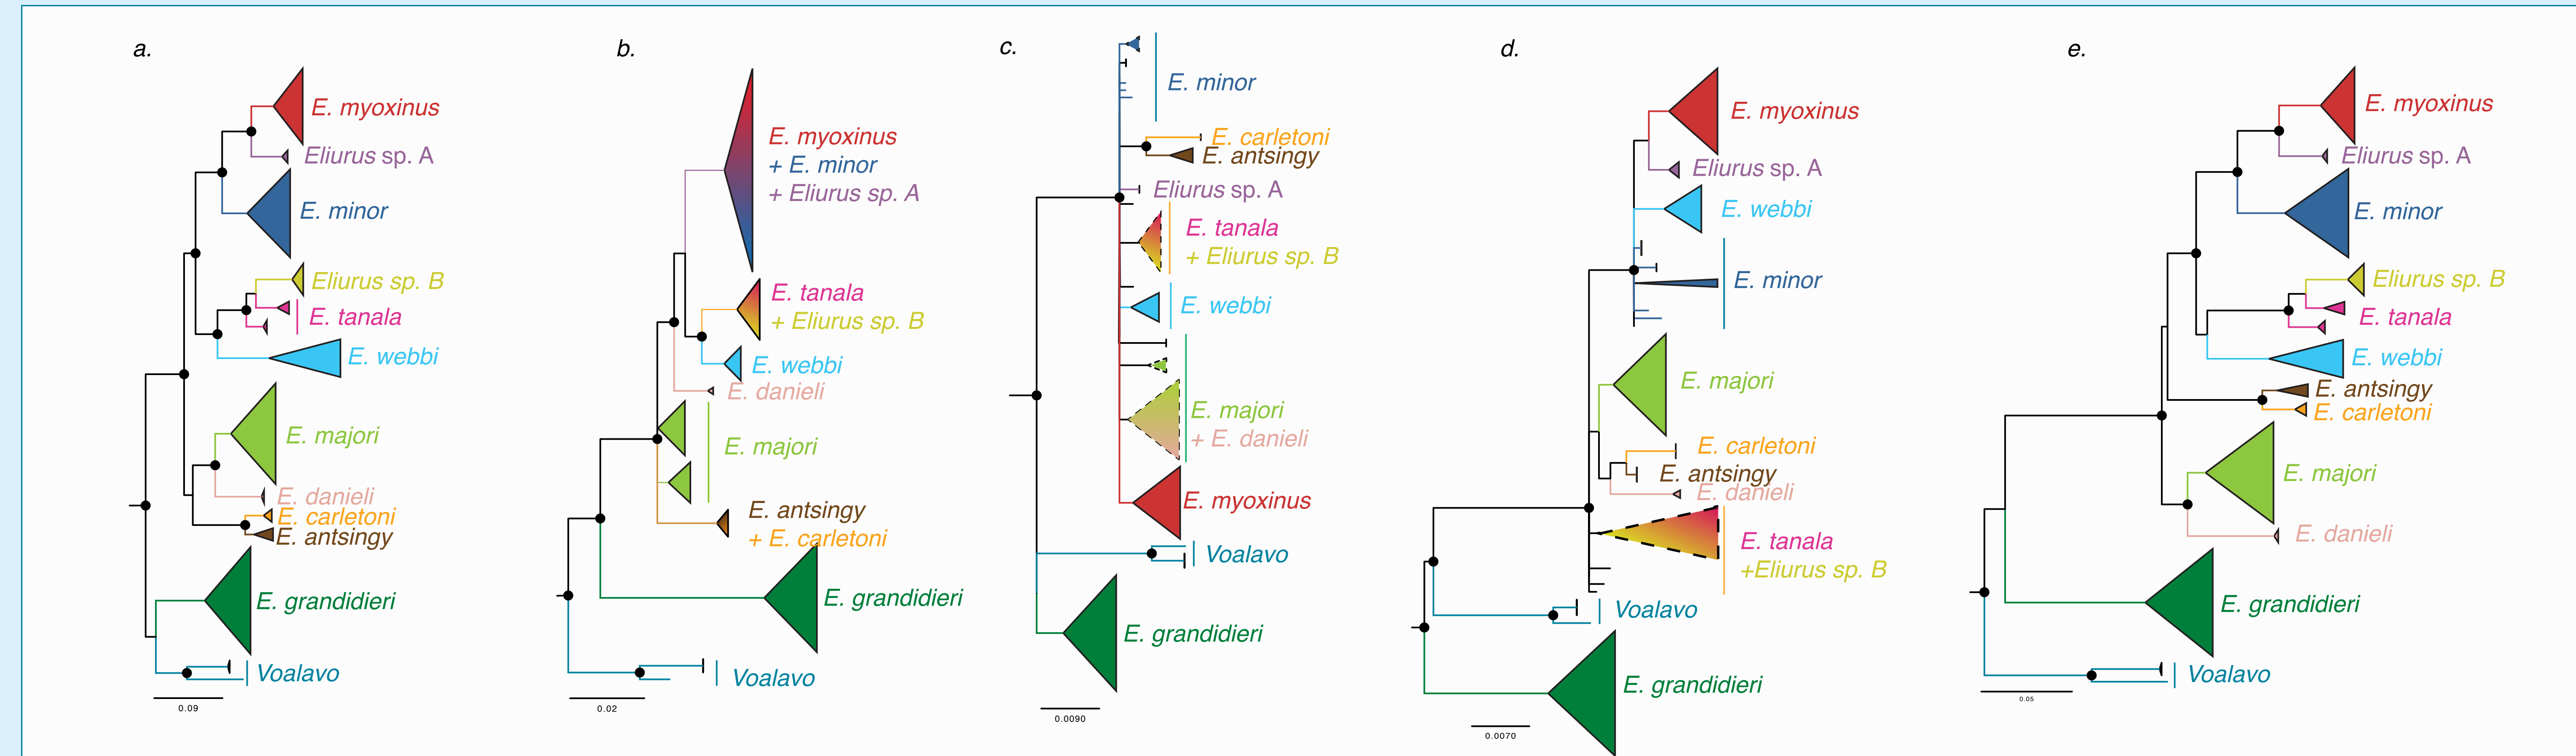 a.
E. myoxinus
Eliurus sp. A
E. minor
Eliurus sp. B
E. tanala
E. webbi
E. majori
E. danieli
E. carletoni
E. antsingy
E. grandidieri
Voalavo
0.09
b.
E. myoxinus
+ E. minor
+ Eliurus sp. A
E. tanala
+ Eliurus sp. B
E. webbi
E. danieli
E. majori
E. antsingy
+ E. carletoni
E. grandidieri
Voalavo
0.02
c.
E. minor
E. carletoni
E. antsingy
Eliurus sp. A
E. tanala
+ Eliurus sp. B
E. webbi
E. majori
+ E. danieli
E. myoxinus
Voalavo
E. grandidieri
0.0090
d.
E. myoxinus
Eliurus sp. A
E. webbi
E. minor
E. majori
E. carletoni
E. antsingy
E. danieli
E. tanala
+Eliurus sp. B
Voalavo
E. grandidieri
0.0070
e.
E. myoxinus
Eliurus sp. A
E. minor
Eliurus sp. B
E. tanala
E. webbi
E. antsingy
E. carletoni
E. majori
E. danieli
E. grandidieri
Voalavo
0.05